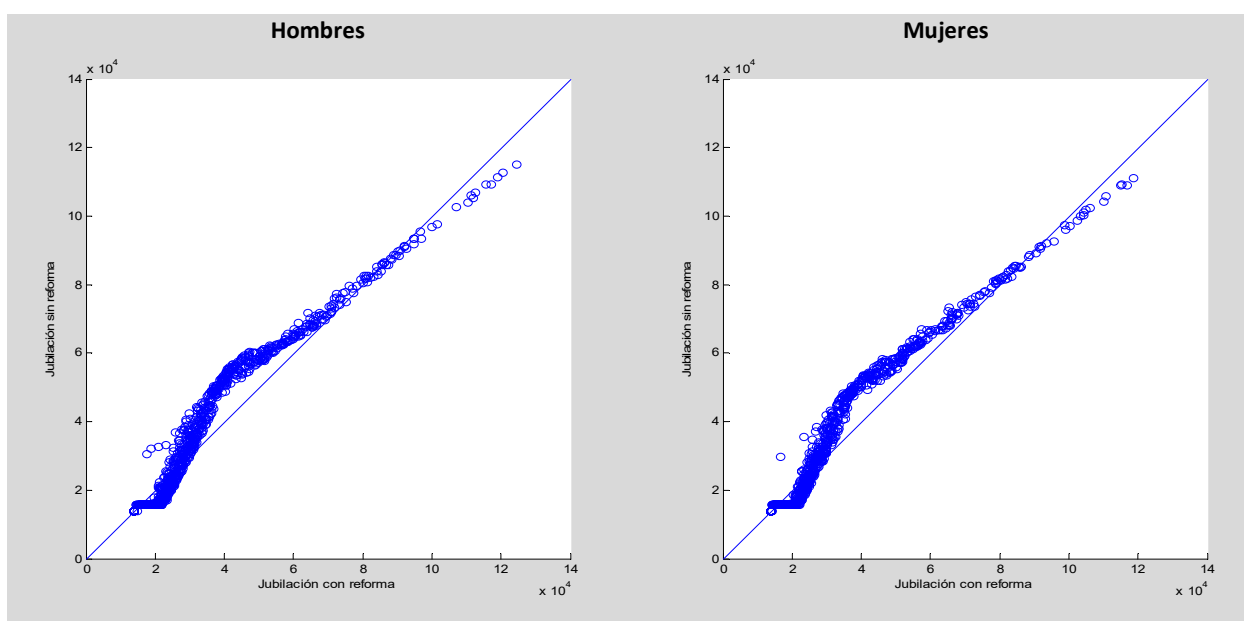 Hombres
x 10^4
14
12
10
8
6
4
2
0
Jubilación sin reforma
0 2 4 6 8 10 12 14
Jubilación con reforma
x 10^4
Mujeres
x 10^4
14
12
10
8
6
4
2
0
Jubilación sin reforma
0 2 4 6 8 10 12 14
Jubilación con reforma
x 10^4